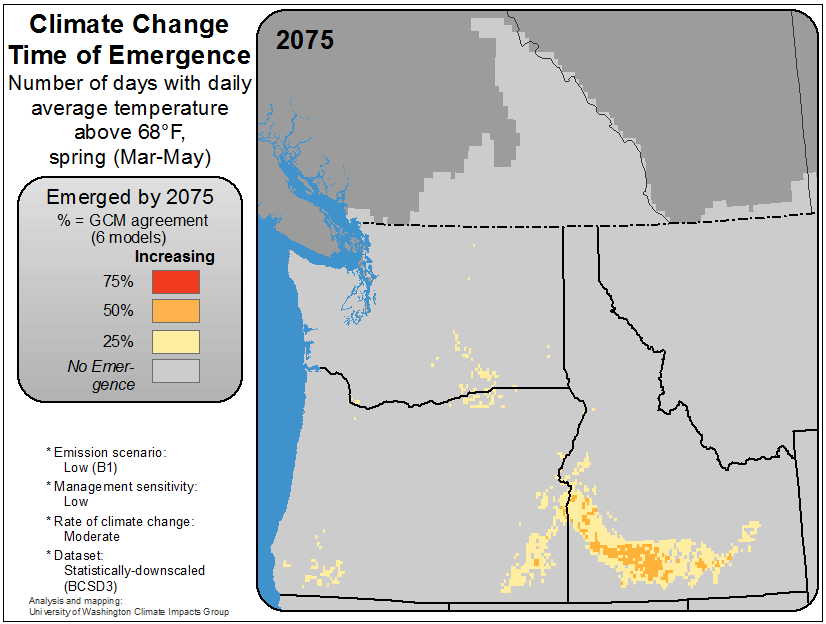 Climate Change
Time of Emergence
Number of days with daily
average temperature
above 68°F,
spring (Mar-May)
2075
Emerged by 2075
% = GCM agreement
(6 models)
Increasing
75%
50%
25%
No Emer-
gence
* Emission scenario:
Low (B1)
* Management sensitivity:
Low
* Rate of climate change:
Moderate
* Dataset:
Statistically-downscaled
(BCSD3)
Analysis and mapping:
University of Washington Climate Impacts Group